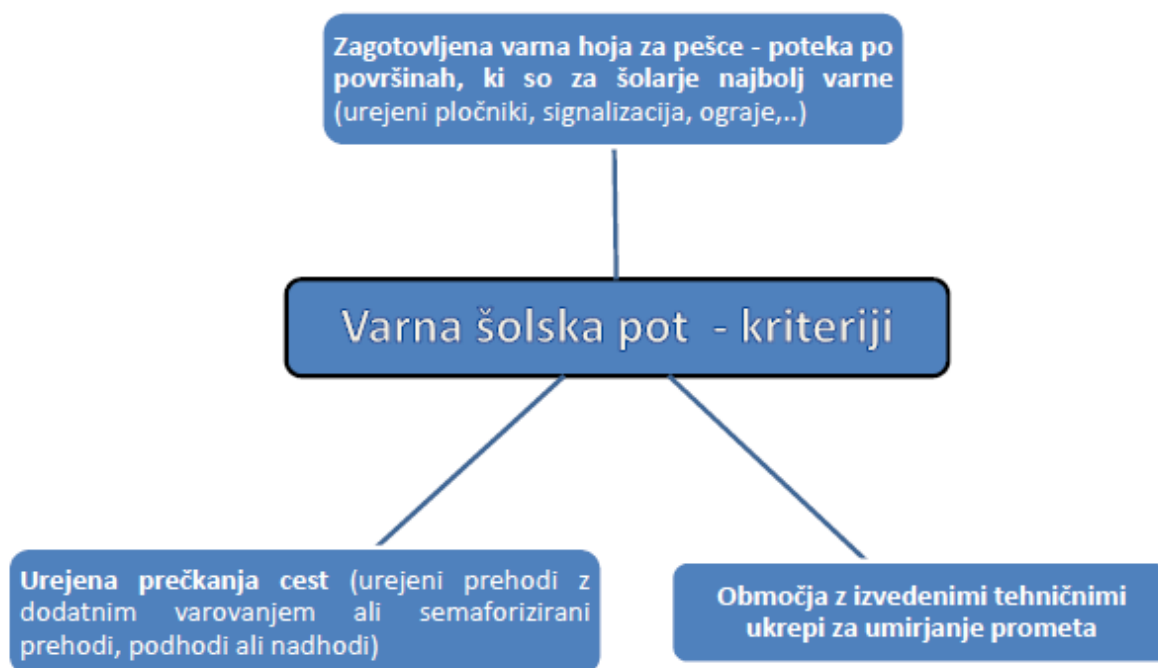 Zagotovljena varna hoja za pešce - poteka po
površinah, ki so za šolarje najbolj varne
(urejeni pločniki, signalizacija, ograje,..)
Varna šolska pot - kriteriji
Urejena prečkanja cest (urejeni prehodi z
dodatnim varovanjem ali semaforizirani
prehodi, podhodi ali nadhodi)
Območja z izvedenimi tehničnimi
ukrepi za umirjanje prometa